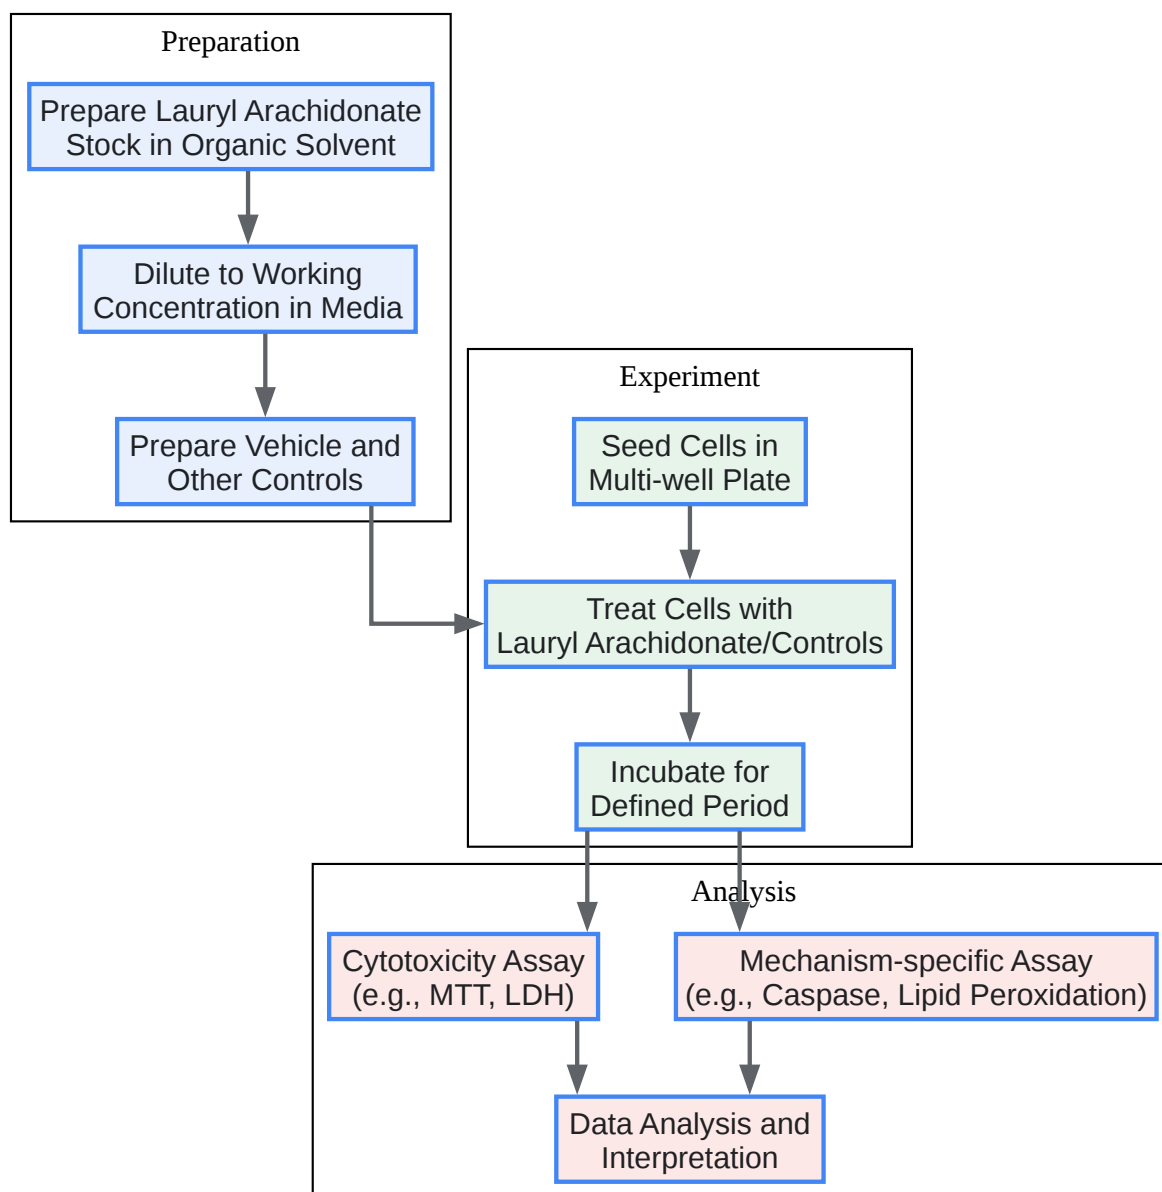 Preparation
Prepare Lauryl Arachidonate
Stock in Organic Solvent
Dilute to Working
Concentration in Media
Prepare Vehicle and
Other Controls
Experiment
Seed Cells in
Multi-well Plate
Treat Cells with
Lauryl Arachidonate/Controls
Incubate for
Defined Period
Analysis
Cytotoxicity Assay
(e.g., MTT, LDH)
Mechanism-specific Assay
(e.g., Caspase, Lipid Peroxidation)
Data Analysis and
Interpretation